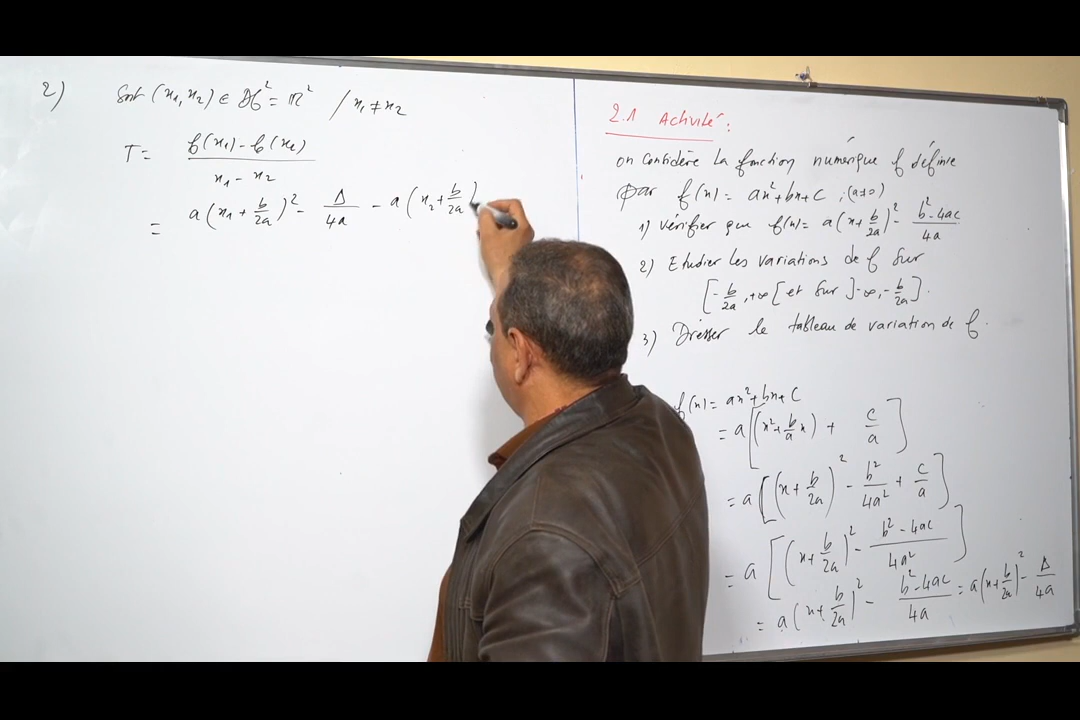 2) Soit (x₁, x₂) ∈ Df² = ℝ² / x₁ ≠ x₂
T = (f(x₁) - f(x₂)) / (x₁ - x₂)
= a(x₁ + b/2a)² - Δ/4a - a(x₂ + b/2a)
2.1 Activité :
on considère la fonction numérique f définie
par f(x) = ax² + bx + c ; (a ≠ 0)
1) Vérifier que f(x) = a(x + b/2a)² - (b² - 4ac)/4a
2) Etudier les variations de f sur
[-b/2a, +∞[ et sur ]-∞, -b/2a].
3) Dresser le tableau de variation de f.
f(x) = ax² + bx + c
= a[(x² + b/a x) + c/a]
= a[(x + b/2a)² - b²/4a² + c/a]
= a[(x + b/2a)² - (b² - 4ac)/4a²]
= a(x + b/2a)² - (b² - 4ac)/4a = a(x + b/2a)² - Δ/4a